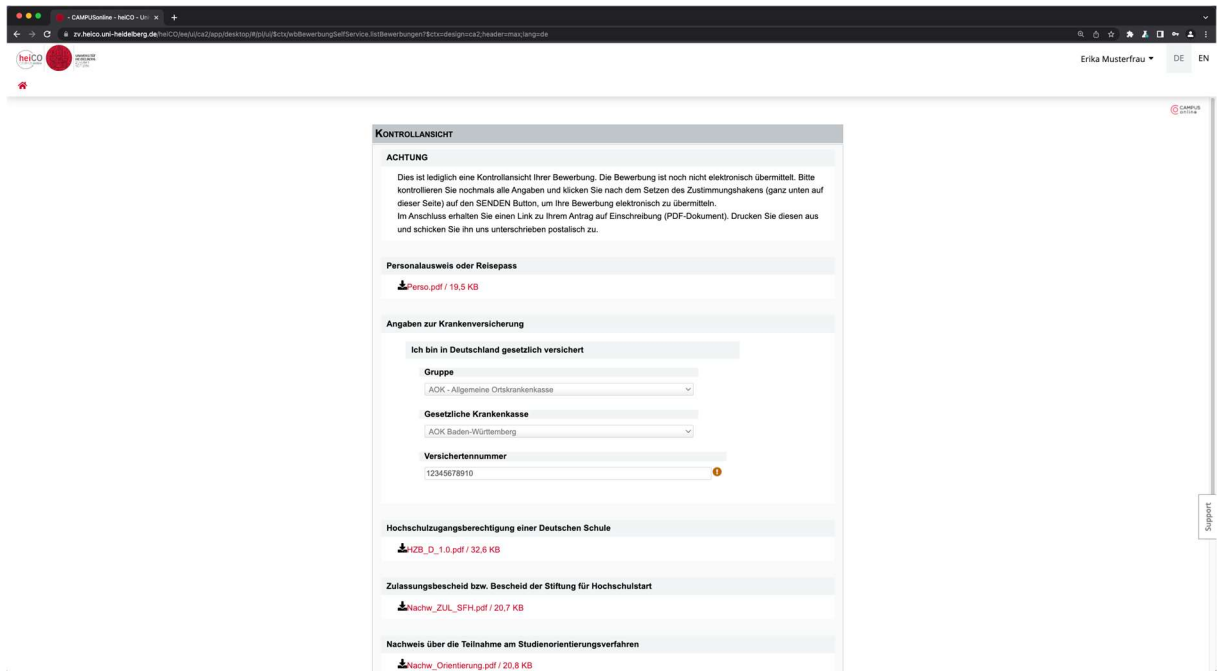 - CAMPUSonline - heiCO - Uni
zv.heico.uni-heidelberg.de/heiCO/ee/ui/ca2/app/desktop/#/pl/ui/$ctx/wbBewerbungSelfService.listBewerbungen?$ctx=design=ca2;header=max;lang=de
heiCO
UNIVERSITÄT
HEIDELBERG
ZUKUNFT
SEIT 1386
Erika Musterfrau
DE EN
CAMPUS
online
KONTROLLANSICHT
ACHTUNG
Dies ist lediglich eine Kontrollansicht Ihrer Bewerbung. Die Bewerbung ist noch nicht elektronisch übermittelt. Bitte
kontrollieren Sie nochmals alle Angaben und klicken Sie nach dem Setzen des Zustimmungshakens (ganz unten auf
dieser Seite) auf den SENDEN Button, um Ihre Bewerbung elektronisch zu übermitteln.
Im Anschluss erhalten Sie einen Link zu Ihrem Antrag auf Einschreibung (PDF-Dokument). Drucken Sie diesen aus
und schicken Sie ihn uns unterschrieben postalisch zu.
Personalausweis oder Reisepass
Perso.pdf / 19,5 KB
Angaben zur Krankenversicherung
Ich bin in Deutschland gesetzlich versichert
Gruppe
AOK - Allgemeine Ortskrankenkasse
Gesetzliche Krankenkasse
AOK Baden-Württemberg
Versichertennummer
12345678910
Support
Hochschulzugangsberechtigung einer Deutschen Schule
HZB_D_1.0.pdf / 32,6 KB
Zulassungsbescheid bzw. Bescheid der Stiftung für Hochschulstart
Nachw_ZUL_SFH.pdf / 20,7 KB
Nachweis über die Teilnahme am Studienorientierungsverfahren
Nachw_Orientierung.pdf / 20,8 KB